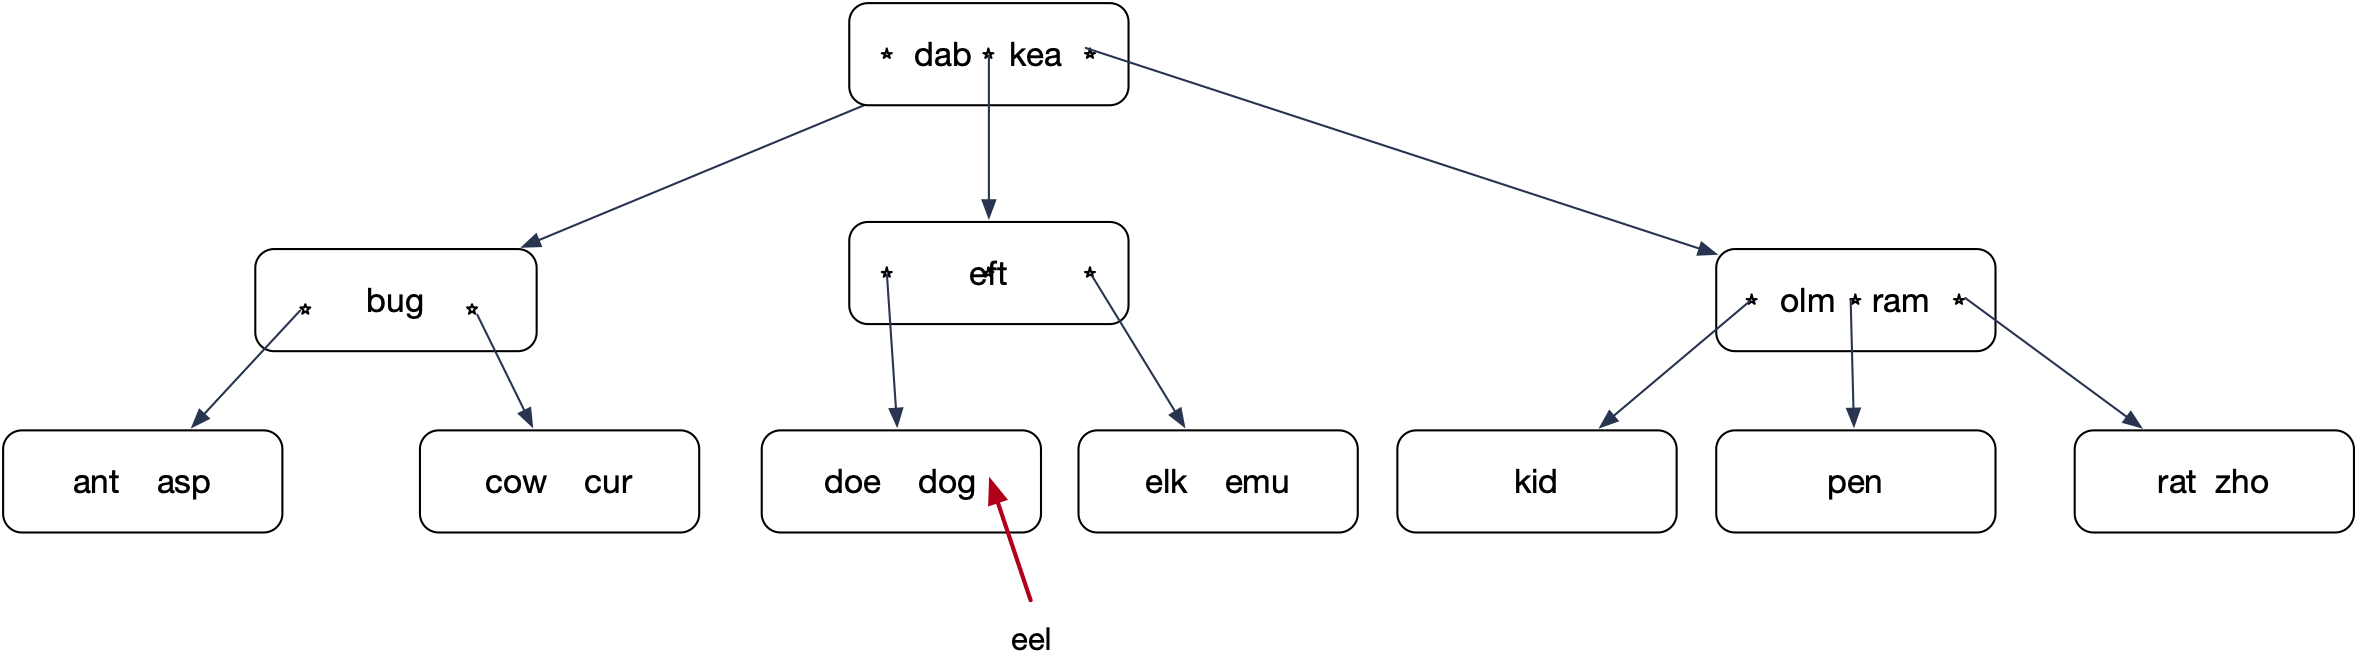 dab kea
bug
eft
olm ram
ant asp
cow cur
doe dog
elk emu
kid
pen
rat zho
eel